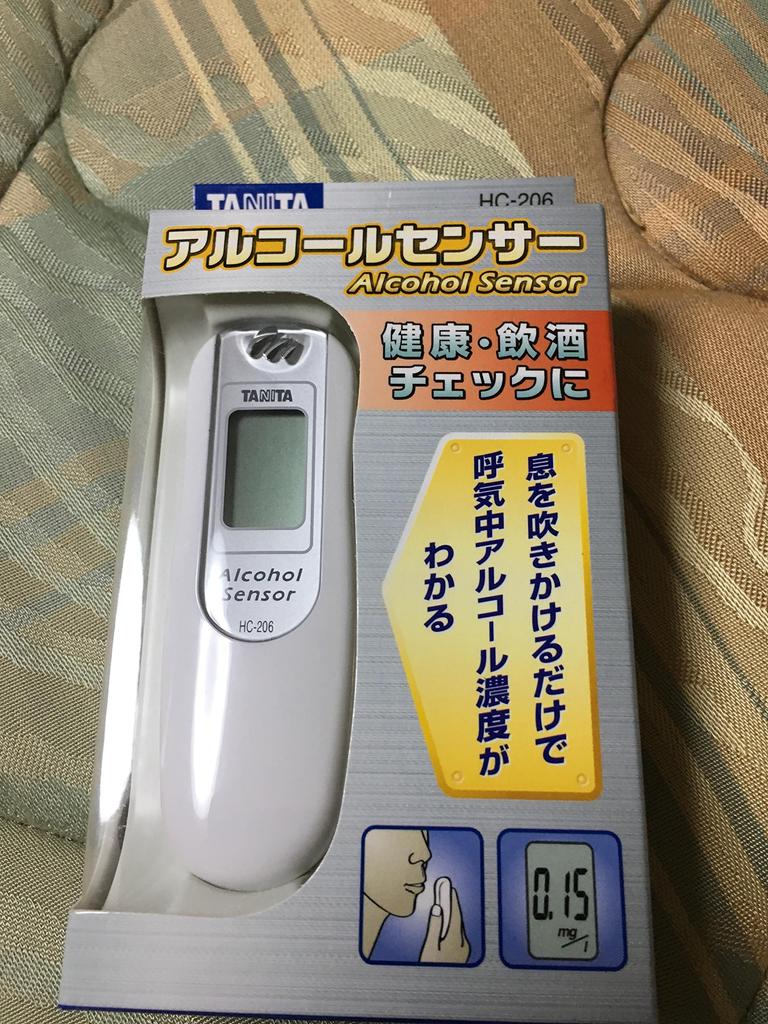 TANITA HC-206
アルコールセンサー
Alcohol Sensor
健康・飲酒
チェックに
息を吹きかけるだけで
呼気中アルコール濃度が
わかる
TANITA
Alcohol
Sensor
HC-206
0.15
mg/l